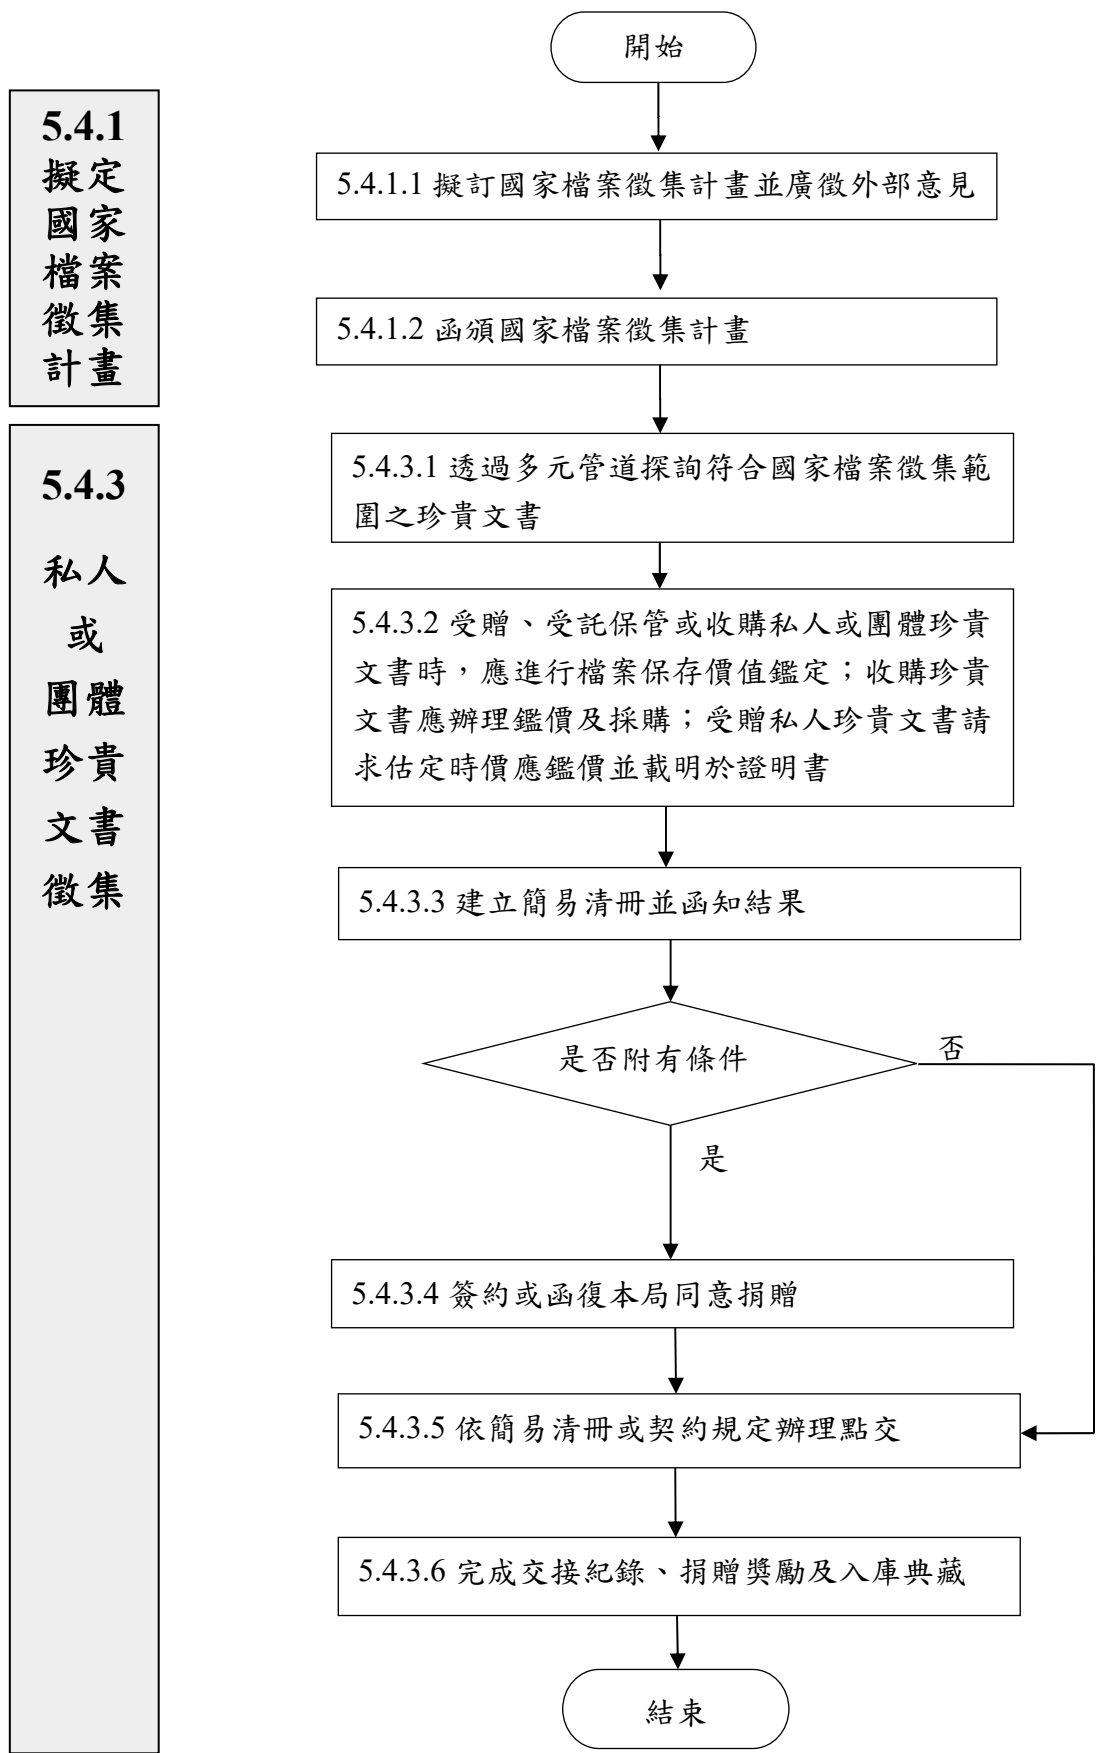 開始
5.4.1
擬定
國家
檔案
徵集
計畫
5.4.1.1 擬訂國家檔案徵集計畫並廣徵外部意見
5.4.1.2 函頒國家檔案徵集計畫
5.4.3
私人
或
團體
珍貴
文書
徵集
5.4.3.1 透過多元管道探詢符合國家檔案徵集範
圍之珍貴文書
5.4.3.2 受贈、受託保管或收購私人或團體珍貴
文書時，應進行檔案保存價值鑑定；收購珍貴
文書應辦理鑑價及採購；受贈私人珍貴文書請
求估定時價應鑑價並載明於證明書
5.4.3.3 建立簡易清冊並函知結果
是否附有條件
否
是
5.4.3.4 簽約或函復本局同意捐贈
5.4.3.5 依簡易清冊或契約規定辦理點交
5.4.3.6 完成交接紀錄、捐贈獎勵及入庫典藏
結束